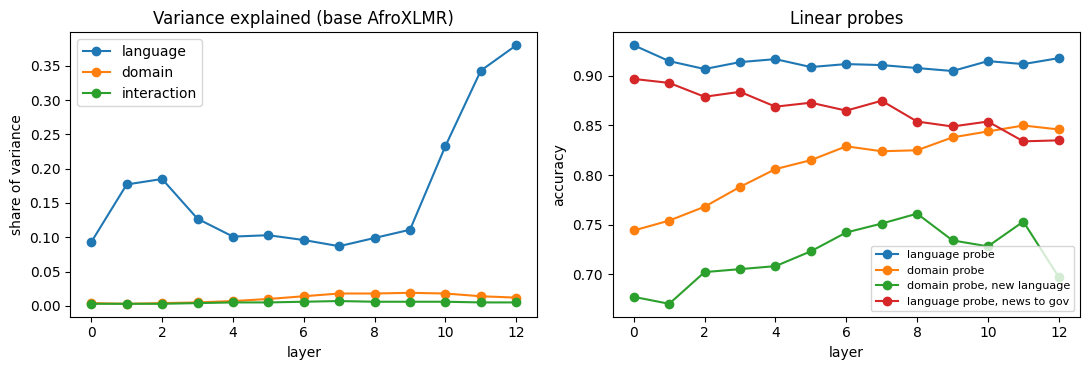 Variance explained (base AfroXLMR)
language
domain
interaction
share of variance
0.35
0.30
0.25
0.20
0.15
0.10
0.05
0.00
0 2 4 6 8 10 12
layer
Linear probes
accuracy
0.90
0.85
0.80
0.75
0.70
language probe
domain probe
domain probe, new language
language probe, news to gov
0 2 4 6 8 10 12
layer